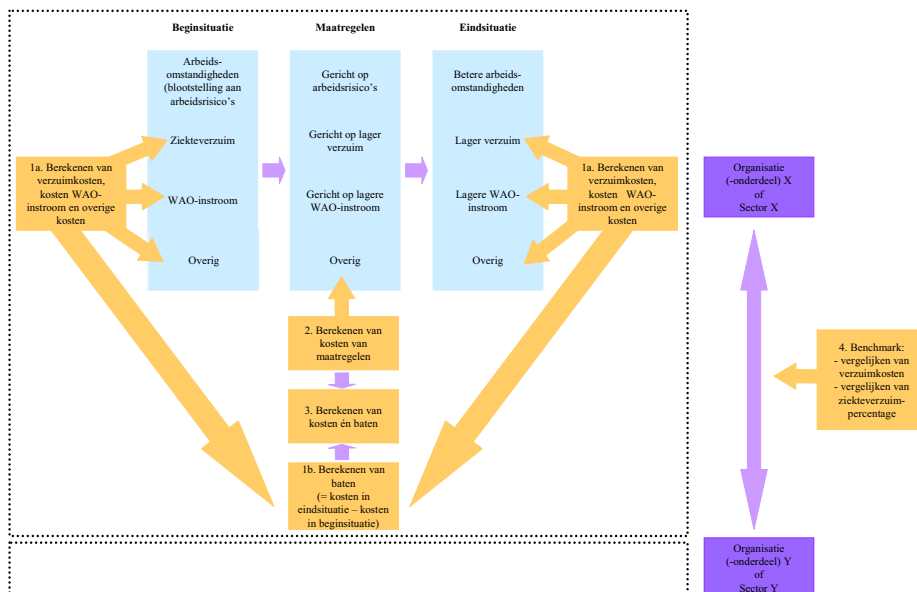 Beginsituatie
Maatregelen
Eindsituatie
Arbeids-
omstandigheden
(blootstelling aan
arbeidsrisico's
Ziekteverzuim
WAO-instroom
Overig
Gericht op
arbeidsrisico's
Gericht op lager
verzuim
Gericht op lagere
WAO-instroom
Overig
Betere arbeids-
omstandigheden
Lager verzuim
Lagere WAO-
instroom
Overig
1a. Berekenen van
verzuimkosten,
kosten WAO-
instroom en overige
kosten
1a. Berekenen van
verzuimkosten,
kosten WAO-
instroom en overige
kosten
2. Berekenen van
kosten van
maatregelen
3. Berekenen van
kosten én baten
1b. Berekenen van
baten
(= kosten in
eindsituatie – kosten
in beginsituatie)
Organisatie
(-onderdeel) X
of
Sector X
4. Benchmark:
- vergelijken van
verzuimkosten
- vergelijken van
ziekteverzuim-
percentage
Organisatie
(-onderdeel) Y
of
Sector Y